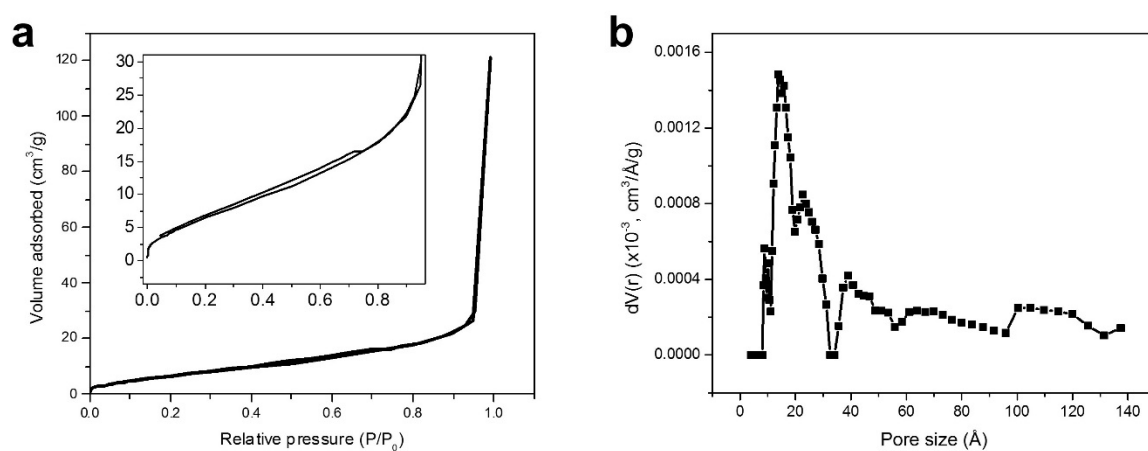 a
Volume adsorbed (cm³/g)
120
100
80
60
40
20
0
30
25
20
15
10
5
0
0.0 0.2 0.4 0.6 0.8
0.0 0.2 0.4 0.6 0.8 1.0
Relative pressure (P/P₀)
b
dV(r) (x10⁻³, cm³/Å/g)
0.0016
0.0012
0.0008
0.0004
0.0000
0 20 40 60 80 100 120 140
Pore size (Å)